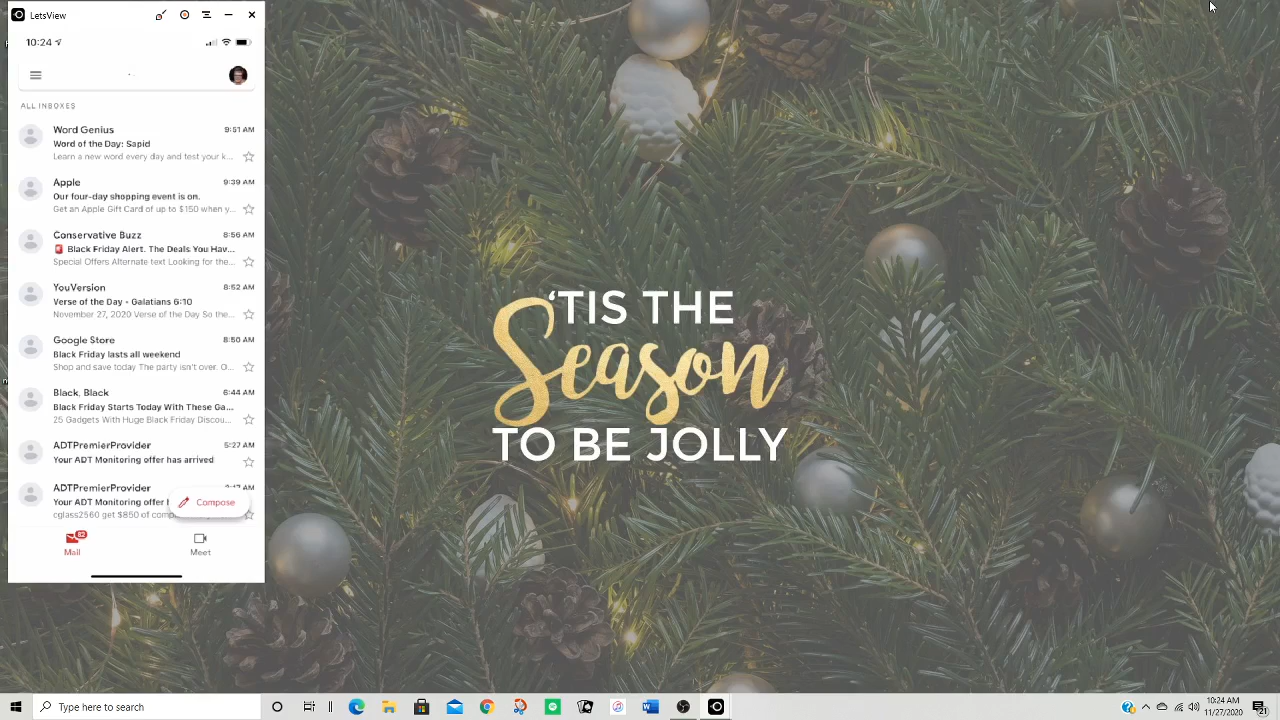 LetsView
10:24
ALL INBOXES
Word Genius 9:51 AM
Word of the Day: Sapid
Learn a new word every day and test your k...
Apple 9:39 AM
Our four-day shopping event is on.
Get an Apple Gift Card of up to $150 when y...
Conservative Buzz 8:56 AM
🚨 Black Friday Alert. The Deals You Hav...
Special Offers Alternate text Looking for the...
YouVersion 8:52 AM
Verse of the Day - Galatians 6:10
November 27, 2020 Verse of the Day So the...
Google Store 8:50 AM
Black Friday lasts all weekend
Shop and save today The party isn't over. O...
Black, Black 6:44 AM
Black Friday Starts Today With These Ga...
25 Gadgets With Huge Black Friday Discou...
ADTPremierProvider 5:27 AM
Your ADT Monitoring offer has arrived
ADTPremierProvider
Your ADT Monitoring offer
cglass2560 get $850 of
Compose
82
Mail
Meet
'TIS THE
Season
TO BE JOLLY
Type here to search
10:24 AM
11/27/2020